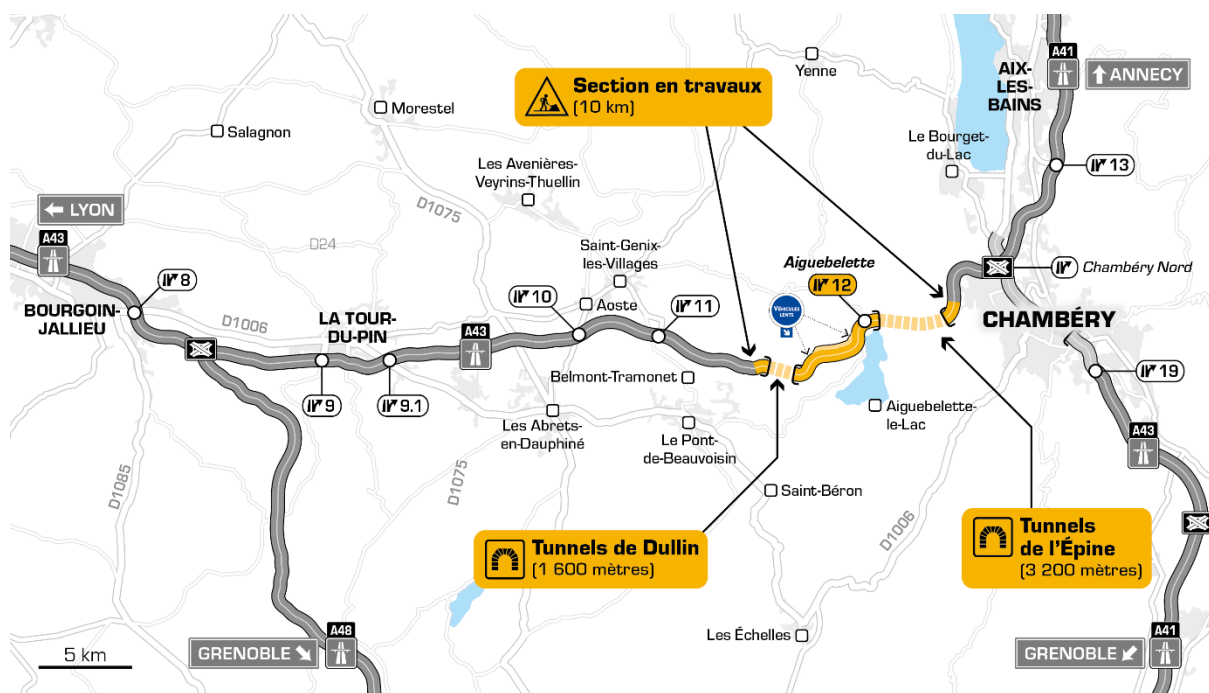 Section en travaux
(10 km)
Yenne
AIX-
LES-
BAINS
A41
ANNECY
Morestel
Salagnon
Le Bourget-
du-Lac
13
Les Avenières-
Veyrins-Thuellin
D1075
LYON
A43
D24
Saint-Genix-
les-Villages
Aiguebelette
12
Chambéry Nord
8
BOURGOIN-
JALLIEU
D1006
LA TOUR-
DU-PIN
A43
10
Aoste
11
VÉHICULES
LENTS
CHAMBÉRY
Belmont-Tramonet
9
9.1
19
Les Abrets-
en-Dauphiné
Le Pont-
de-Beauvoisin
Aiguebelette-
le-Lac
A43
D1085
D1075
Saint-Béron
D1006
Tunnels de Dullin
(1 600 mètres)
Tunnels
de l'Épine
(3 200 mètres)
Les Échelles
A48
GRENOBLE
A41
GRENOBLE
5 km